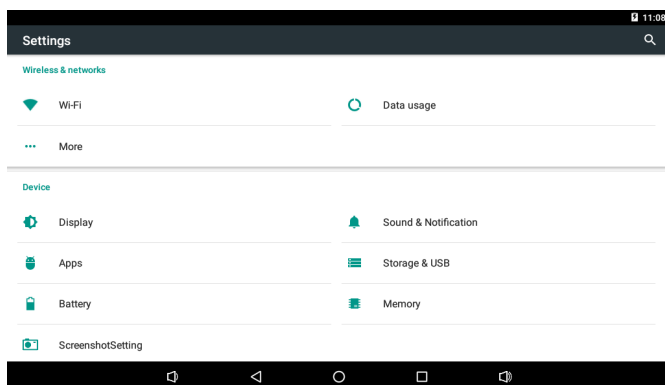 11:08
Settings
Wireless & networks
Wi-Fi
Data usage
More
Device
Display
Sound & Notification
Apps
Storage & USB
Battery
Memory
ScreenshotSetting